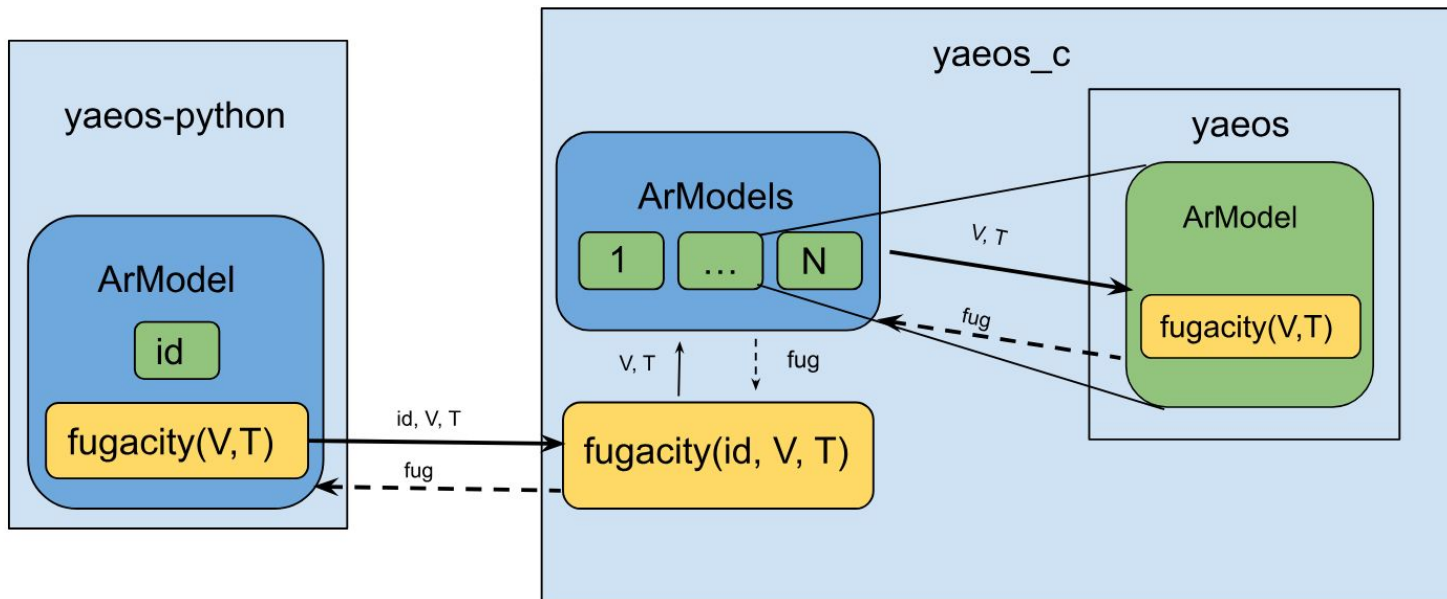 yaeos-python
ArModel
id
fugacity(V,T)
id, V, T
fug
yaeos_c
ArModels
1
...
N
V, T
fug
fugacity(id, V, T)
V, T
fug
yaeos
ArModel
fugacity(V,T)